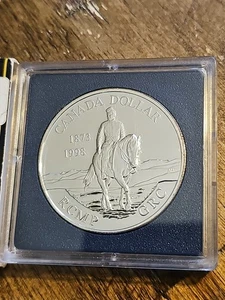 CANADA DOLLAR
1873
1998
RCMP GRC